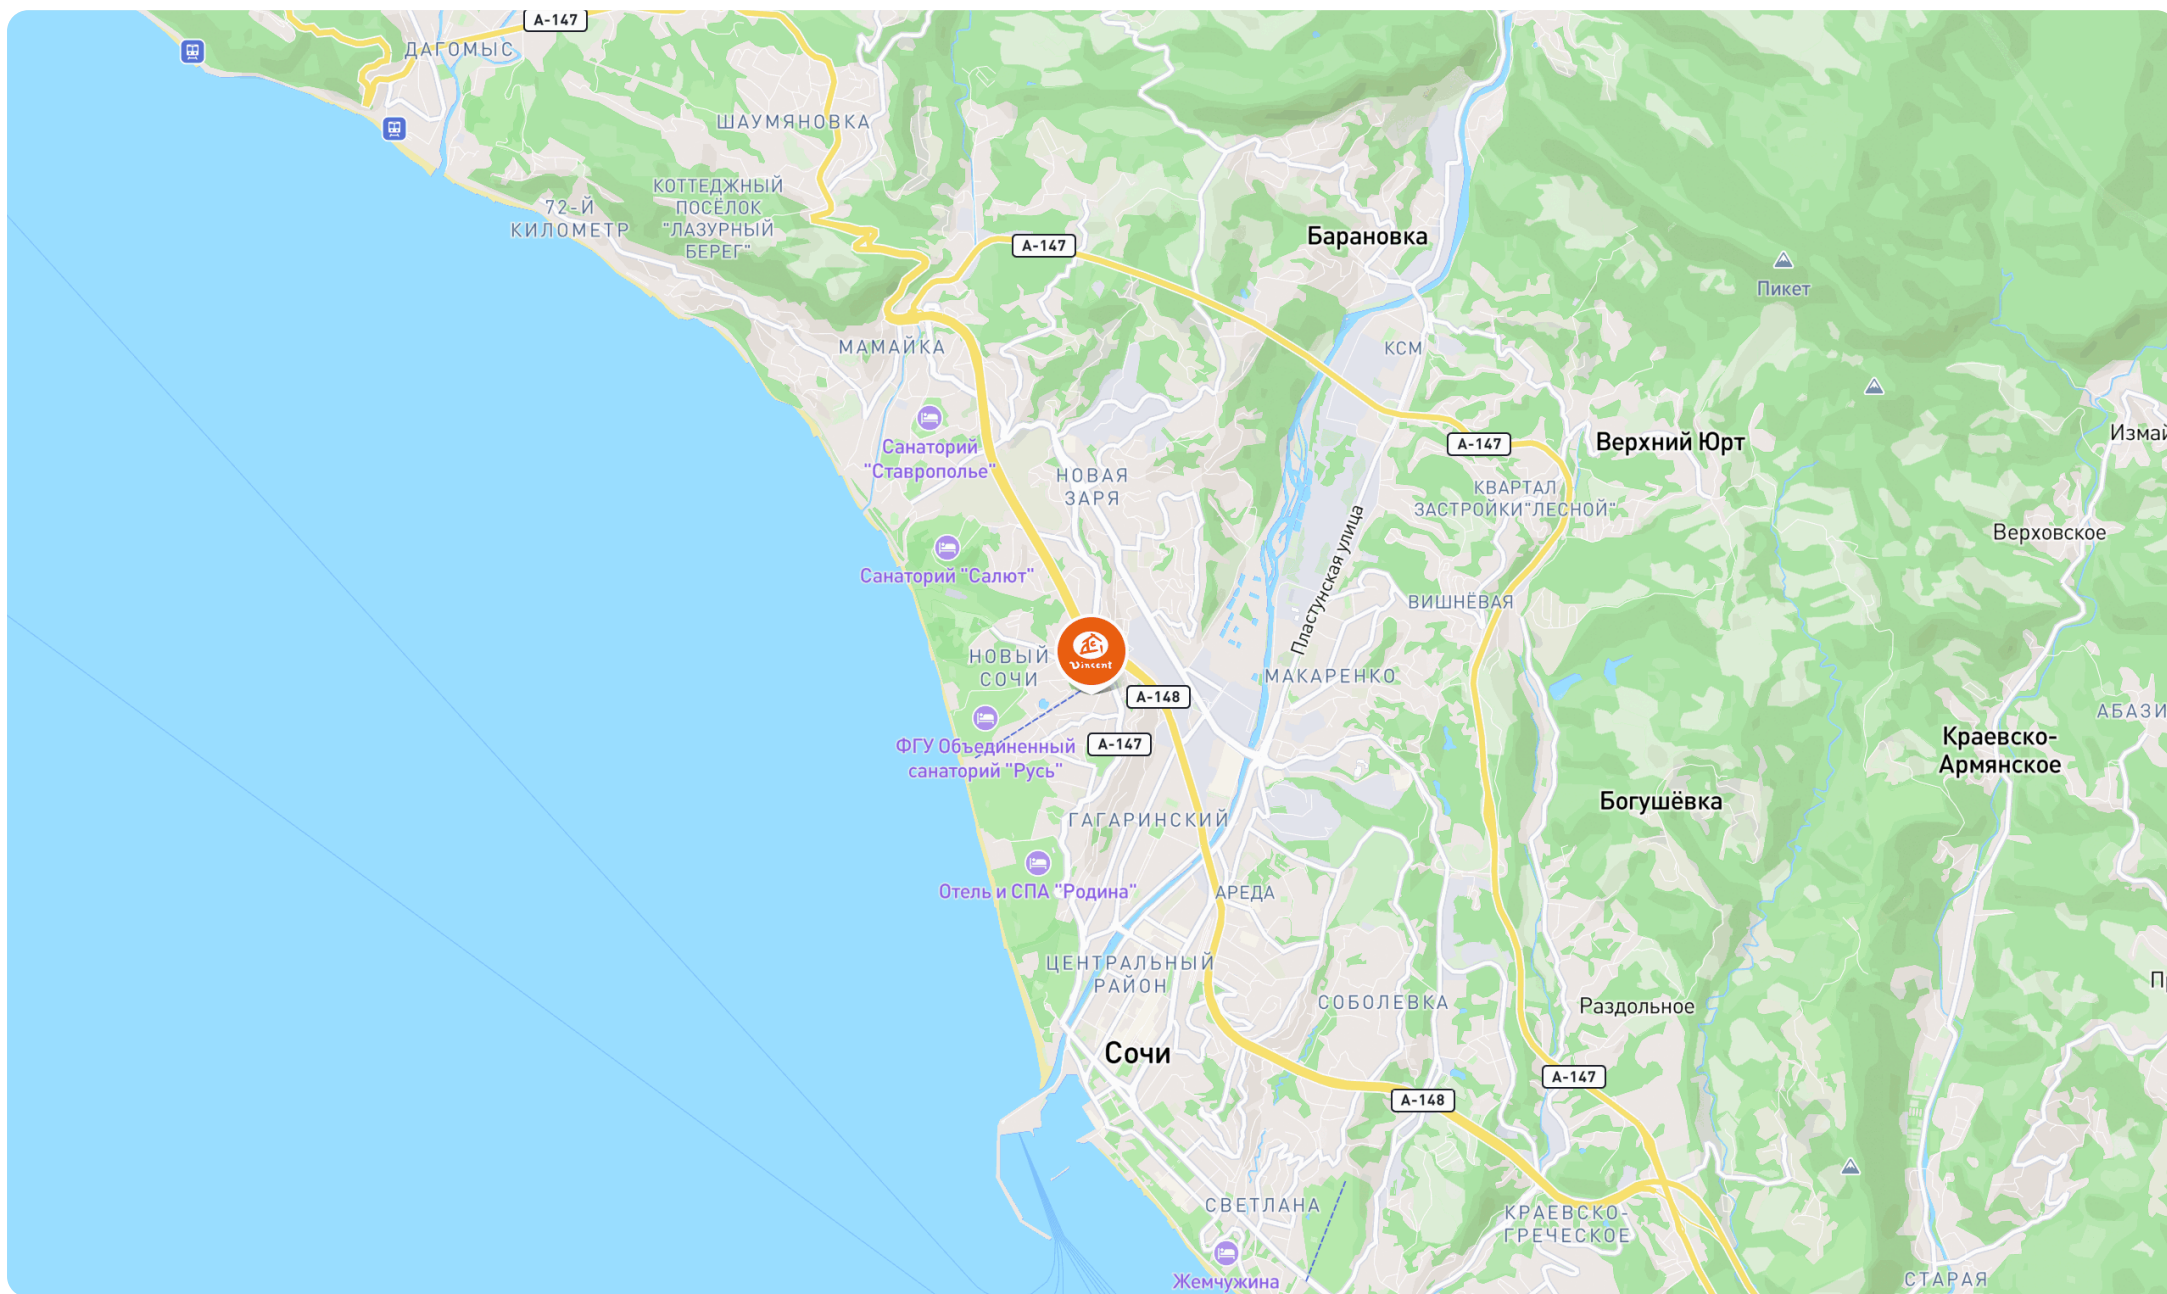 А-147
ДАГОМЫС
ШАУМЯНОВКА
КОТТЕДЖНЫЙ
ПОСЁЛОК
"ЛАЗУРНЫЙ
БЕРЕГ"
72-Й
КИЛОМЕТР
А-147
Барановка
Пикет
МАМАЙКА
КСМ
Санаторий
"Ставрополье"
НОВАЯ
ЗАРЯ
А-147
Верхний Юрт
Измай
КВАРТАЛ
ЗАСТРОЙКИ"ЛЕСНОЙ"
Верховское
Санаторий "Салют"
Пластунская улица
ВИШНЁВАЯ
Vincent
НОВЫЙ
СОЧИ
МАКАРЕНКО
А-148
АБАЗИ
ФГУ Объединенный
санаторий "Русь"
А-147
Краевско-
Армянское
Богушёвка
ГАГАРИНСКИЙ
Отель и СПА "Родина"
АРЕДА
ЦЕНТРАЛЬНЫЙ
РАЙОН
СОБОЛЕВКА
Раздольное
Сочи
А-147
А-148
СВЕТЛАНА
КРАЕВСКО-
ГРЕЧЕСКОЕ
Жемчужина
СТАРАЯ